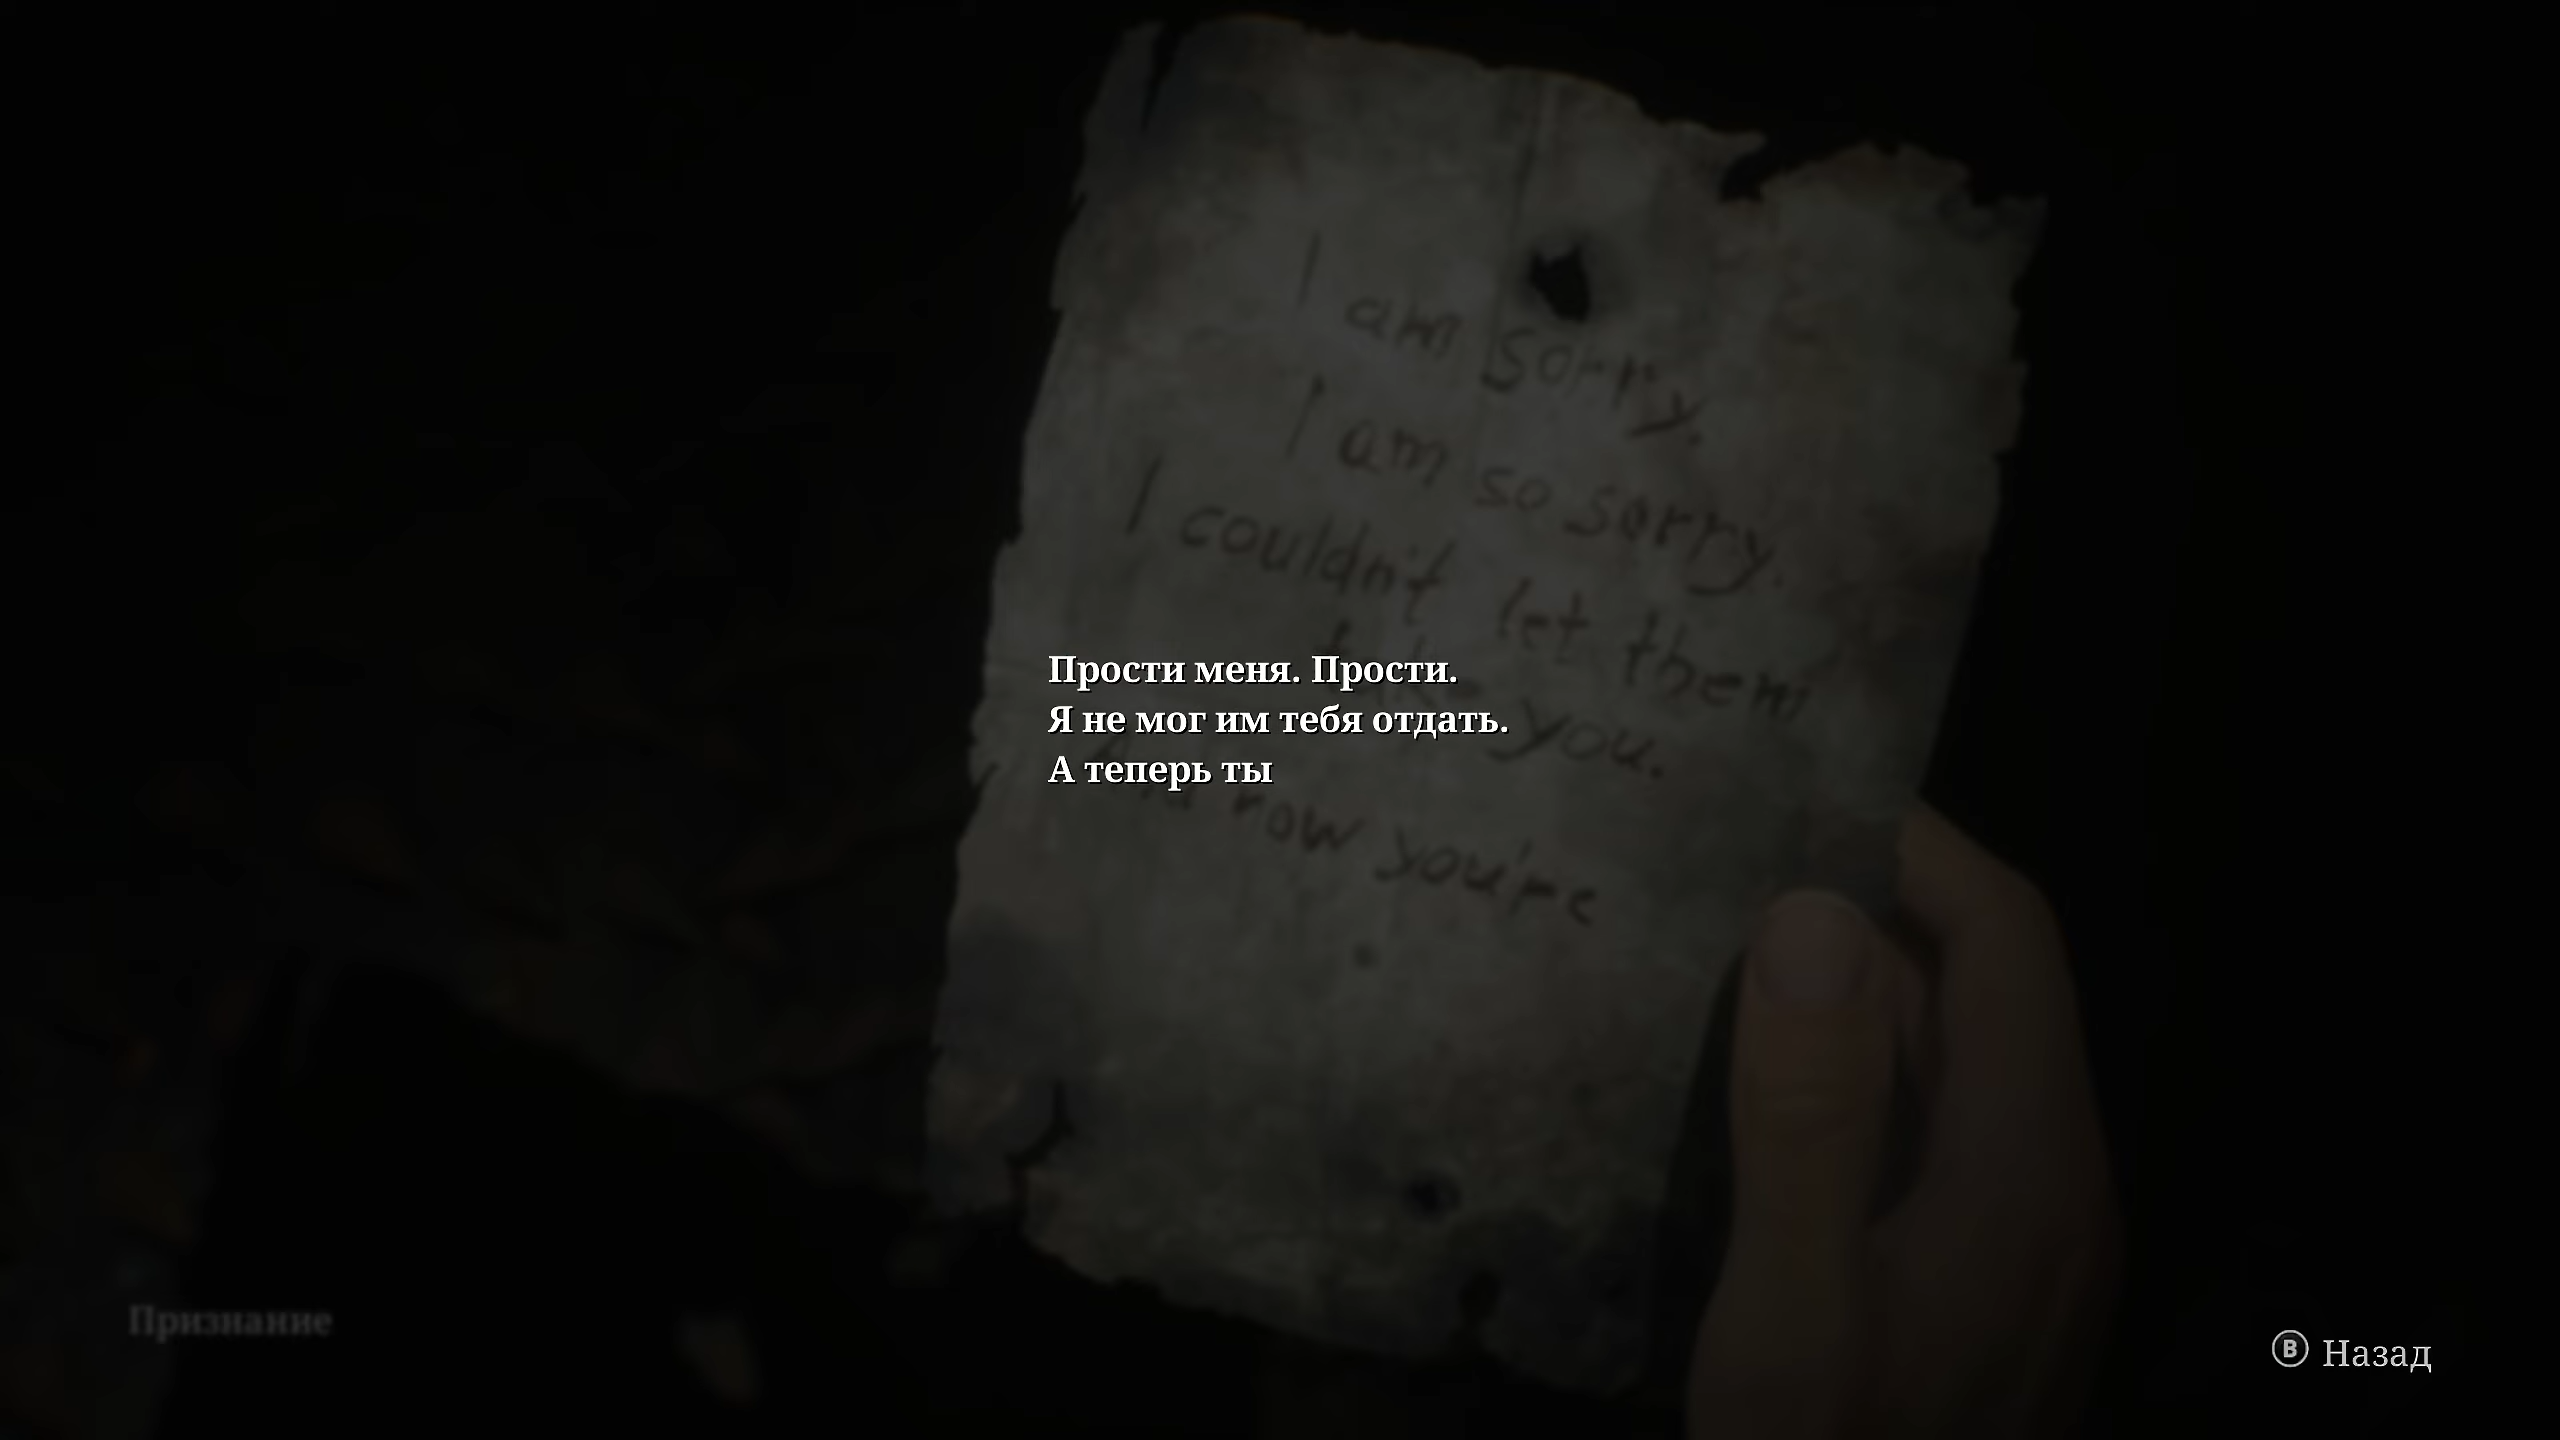 I am sorry.
I am so sorry.
I couldn't let them
you.
now you're
Прости меня. Прости.
Я не мог им тебя отдать.
А теперь ты
Признание
B Назад